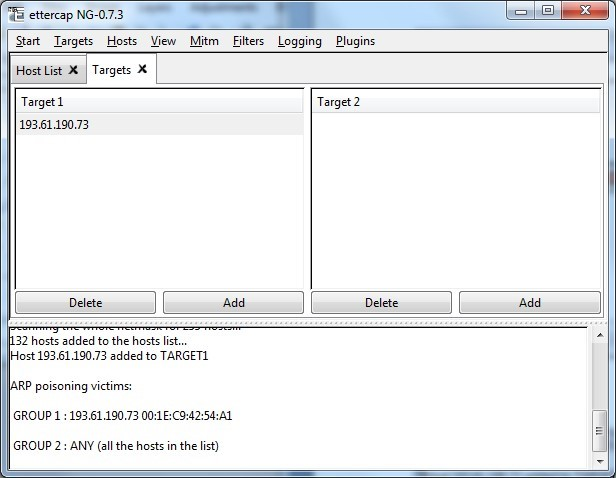 ettercap NG-0.7.3
Start Targets Hosts View Mitm Filters Logging Plugins
Host List Targets
Target 1 Target 2
193.61.190.73
Delete Add Delete Add
132 hosts added to the hosts list...
Host 193.61.190.73 added to TARGET1
ARP poisoning victims:
GROUP 1 : 193.61.190.73 00:1E:C9:42:54:A1
GROUP 2 : ANY (all the hosts in the list)